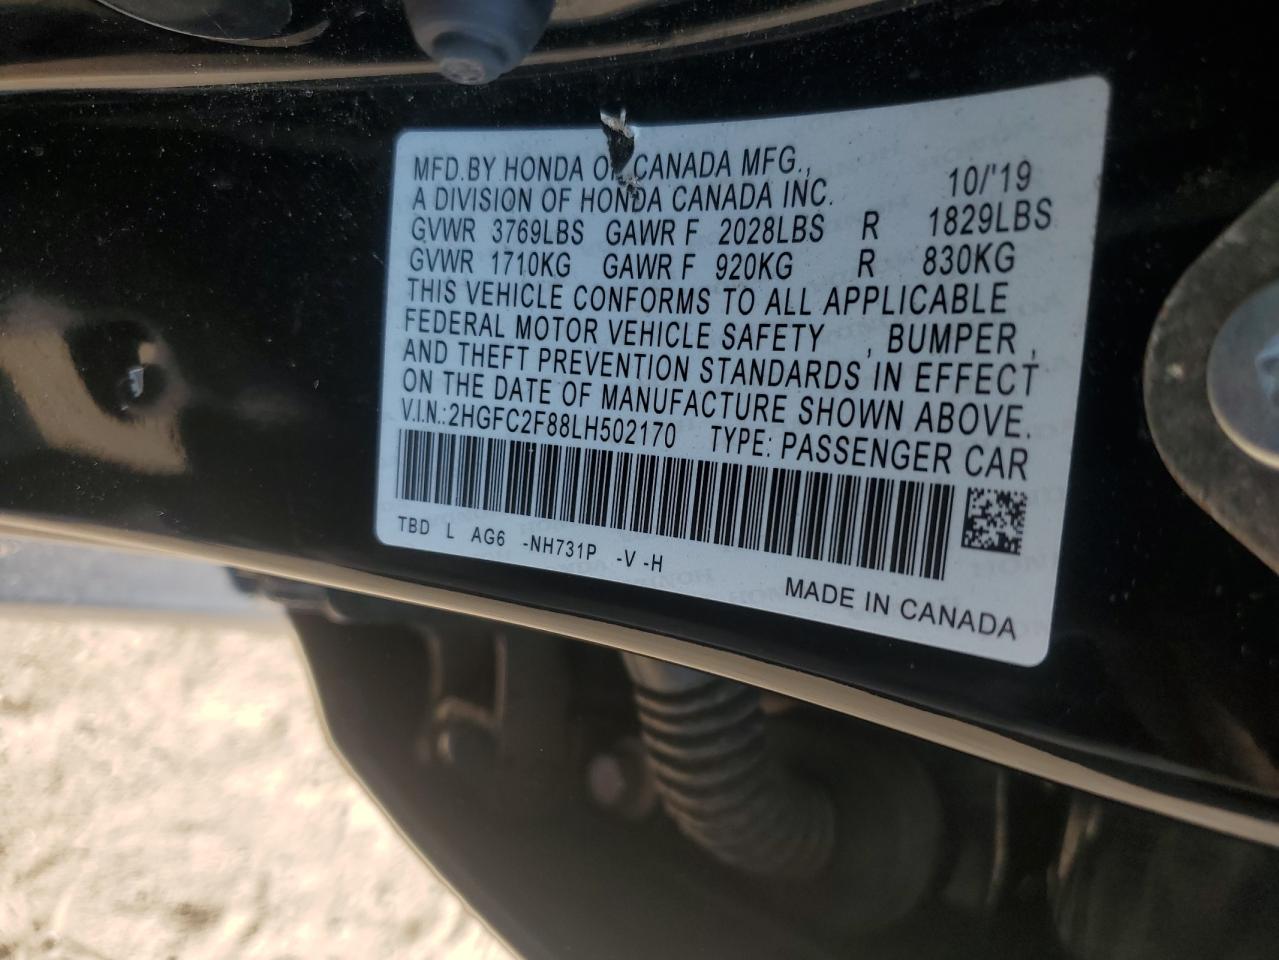 MFD.BY HONDA OF CANADA MFG.,
A DIVISION OF HONDA CANADA INC. 10/'19
GVWR 3769LBS GAWR F 2028LBS R 1829LBS
GVWR 1710KG GAWR F 920KG R 830KG
THIS VEHICLE CONFORMS TO ALL APPLICABLE
FEDERAL MOTOR VEHICLE SAFETY , BUMPER ,
AND THEFT PREVENTION STANDARDS IN EFFECT
ON THE DATE OF MANUFACTURE SHOWN ABOVE.
V.I.N.:2HGFC2F88LH502170 TYPE: PASSENGER CAR
TBD L AG6 -NH731P -V -H
MADE IN CANADA